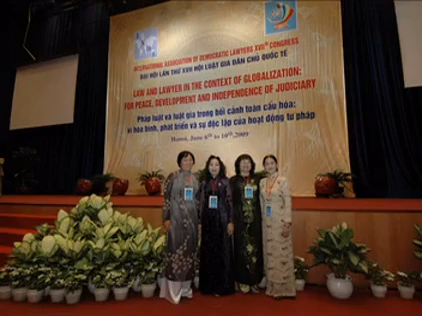 INTERNATIONAL ASSOCIATION OF DEMOCRATIC LAWYERS XVIIth CONGRESS
ĐẠI HỘI LẦN THỨ XVII HỘI LUẬT GIA DÂN CHỦ QUỐC TẾ
LAW AND LAWYER IN THE CONTEXT OF GLOBALIZATION:
FOR PEACE, DEVELOPMENT AND INDEPENDENCE OF JUDICIARY
Pháp luật và luật gia trong bối cảnh toàn cầu hóa:
vì hòa bình, phát triển và sự độc lập của hoạt động tư pháp
Hanoi, June 6th to 10th, 2009